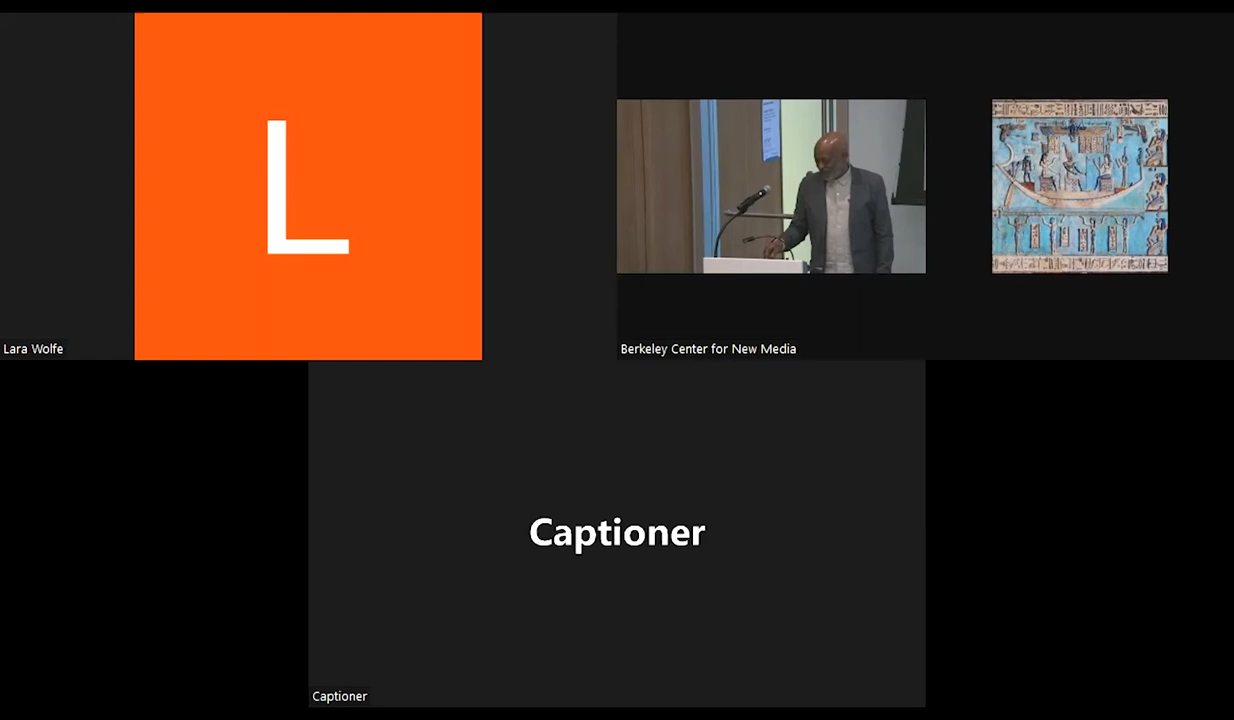 L
Lara Wolfe
Berkeley Center for New Media
Captioner
Captioner